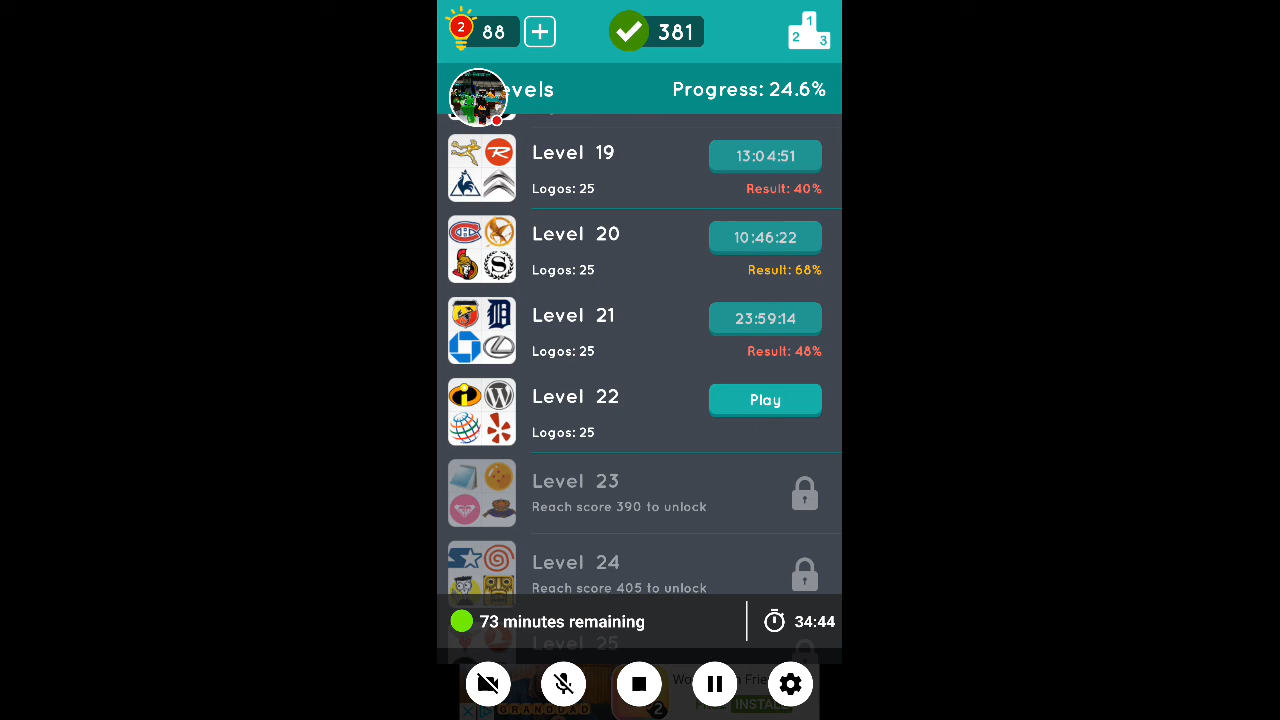 2 88 + 381 1 2 3
evels Progress: 24.6%
Level 19 13:04:51
Logos: 25 Result: 40%
Level 20 10:46:22
Logos: 25 Result: 68%
Level 21 23:59:14
Logos: 25 Result: 48%
Level 22 Play
Logos: 25
Level 23
Reach score 390 to unlock
Level 24
Reach score 405 to unlock
73 minutes remaining 34:44
Level 25
GRANDDAD 2 INSTALL